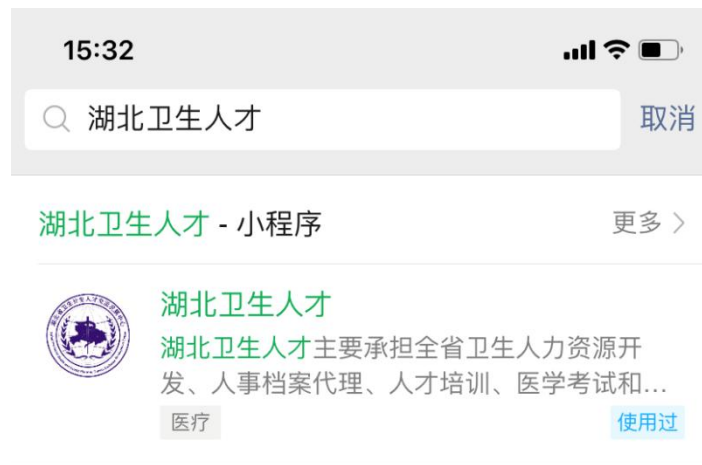 15:32
湖北卫生人才
取消
湖北卫生人才 - 小程序
更多
湖北卫生人才
湖北卫生人才主要承担全省卫生人力资源开
发、人事档案代理、人才培训、医学考试和...
医疗
使用过